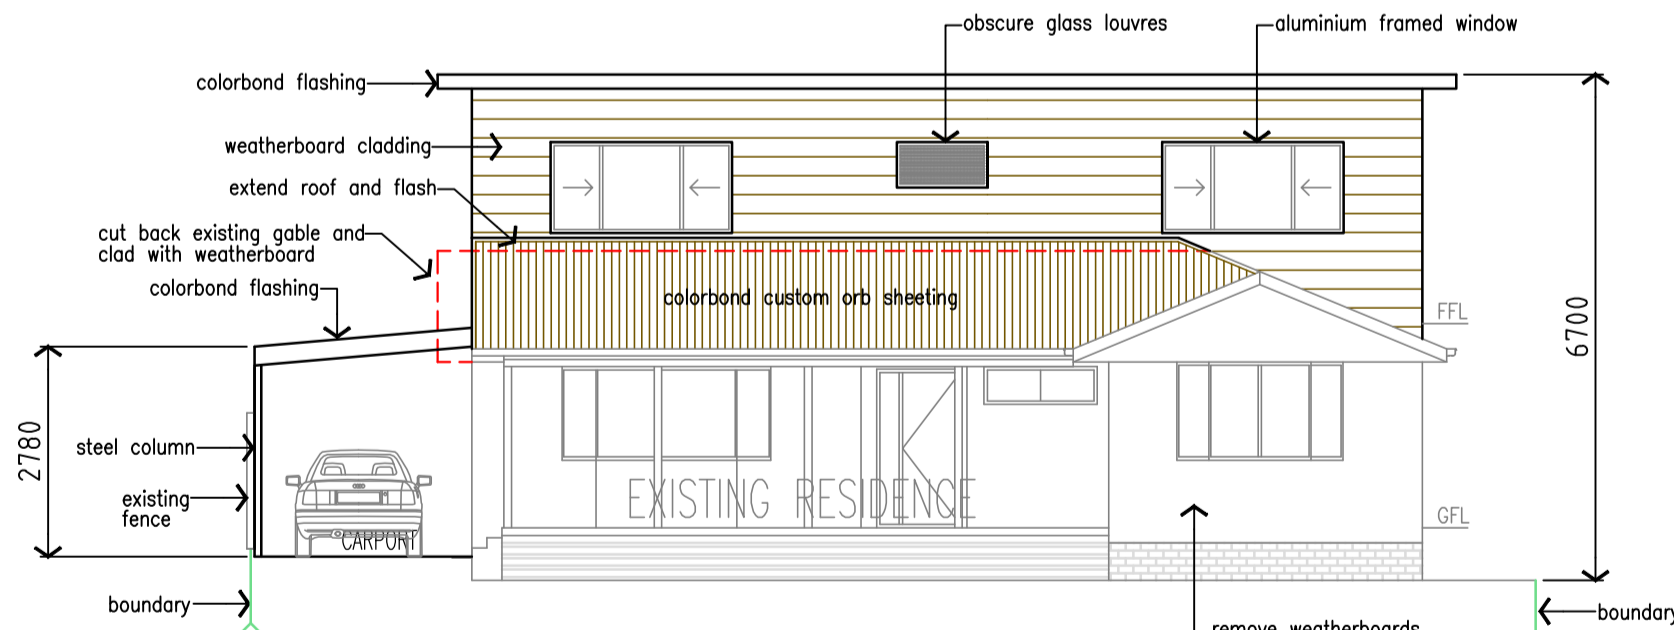 obscure glass louvres
aluminium framed window
colorbond flashing
weatherboard cladding
extend roof and flash
cut back existing gable and
clad with weatherboard
colorbond flashing
colorbond custom orb sheeting
FFL
6700
2780
steel column
existing
fence
EXISTING RESIDENCE
CARPORT
GFL
boundary
boundary
remove weatherboards